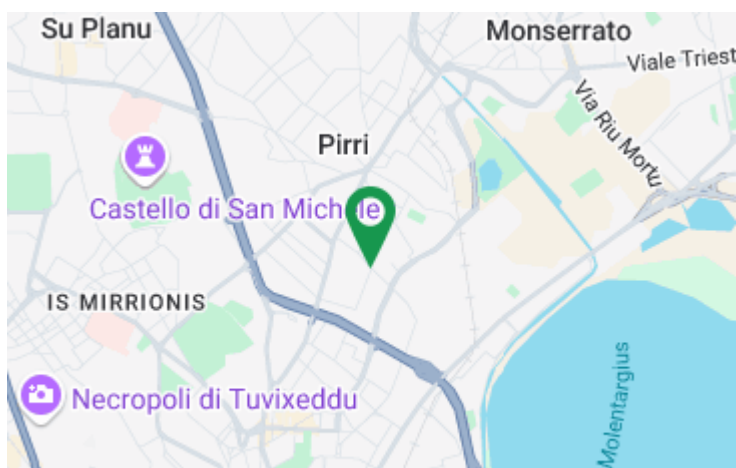 Su Planu
Monserrato
Viale Triest
Via Riu Mortu
Pirri
Castello di San Michele
IS MIRRIONIS
Necropoli di Tuvixeddu
Molentargius